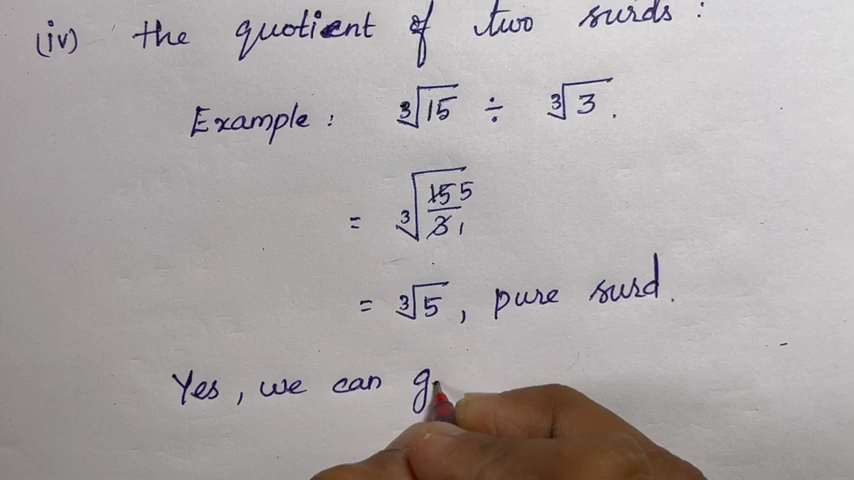 (iv) the quotient of two surds :
Example : ∛15 ÷ ∛3 .
= ∛(15 5 / 3 1)
= ∛5 , pure surd .
Yes , we can g